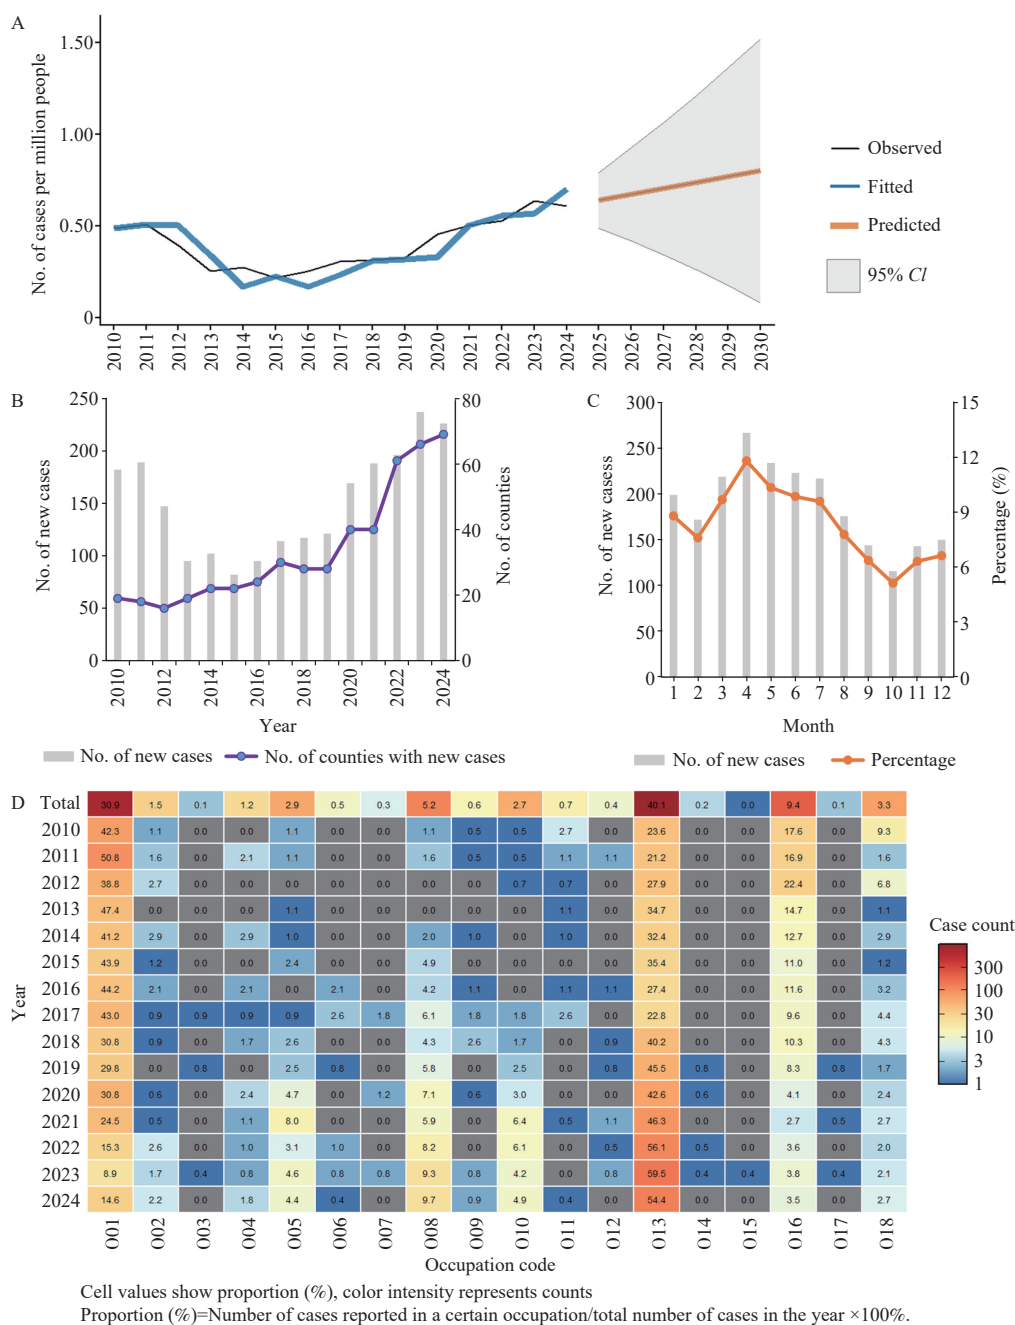 A
No. of cases per million people
1.50
1.00
0.50
0
2010 2011 2012 2013 2014 2015 2016 2017 2018 2019 2020 2021 2022 2023 2024 2025 2026 2027 2028 2029 2030
Observed
Fitted
Predicted
95% CI
B
No. of new cases
250
200
150
100
50
0
80
60
40
20
0
No. of counties
2010 2012 2014 2016 2018 2020 2022 2024
Year
No. of new cases No. of counties with new cases
C
No. of new casess
300
250
200
150
100
50
0
15
12
9
6
3
0
Percentage (%)
1 2 3 4 5 6 7 8 9 10 11 12
Month
No. of new cases Percentage
D
Year
Total 30.9 1.5 0.1 1.2 2.9 0.5 0.3 5.2 0.6 2.7 0.7 0.4 40.1 0.2 0.0 9.4 0.1 3.3
2010 42.3 1.1 0.0 0.0 1.1 0.0 0.0 1.1 0.5 0.5 2.7 0.0 23.6 0.0 0.0 17.6 0.0 9.3
2011 50.8 1.6 0.0 2.1 1.1 0.0 0.0 1.6 0.5 0.5 1.1 1.1 21.2 0.0 0.0 16.9 0.0 1.6
2012 38.8 2.7 0.0 0.0 0.0 0.0 0.0 0.0 0.0 0.7 0.7 0.0 27.9 0.0 0.0 22.4 0.0 6.8
2013 47.4 0.0 0.0 0.0 1.1 0.0 0.0 0.0 0.0 0.0 1.1 0.0 34.7 0.0 0.0 14.7 0.0 1.1
2014 41.2 2.9 0.0 2.9 1.0 0.0 0.0 2.0 1.0 0.0 1.0 0.0 32.4 0.0 0.0 12.7 0.0 2.9
2015 43.9 1.2 0.0 0.0 2.4 0.0 0.0 4.9 0.0 0.0 0.0 0.0 35.4 0.0 0.0 11.0 0.0 1.2
2016 44.2 2.1 0.0 2.1 0.0 2.1 0.0 4.2 1.1 0.0 1.1 1.1 27.4 0.0 0.0 11.6 0.0 3.2
2017 43.0 0.9 0.9 0.9 0.9 2.6 1.8 6.1 1.8 1.8 2.6 0.0 22.8 0.0 0.0 9.6 0.0 4.4
2018 30.8 0.9 0.0 1.7 2.6 0.0 0.0 4.3 2.6 1.7 0.0 0.9 40.2 0.0 0.0 10.3 0.0 4.3
2019 29.8 0.0 0.8 0.0 2.5 0.8 0.0 5.8 0.0 2.5 0.0 0.8 45.5 0.8 0.0 8.3 0.8 1.7
2020 30.8 0.6 0.0 2.4 4.7 0.0 1.2 7.1 0.6 3.0 0.0 0.0 42.6 0.6 0.0 4.1 0.0 2.4
2021 24.5 0.5 0.0 1.1 8.0 0.0 0.0 5.9 0.0 6.4 0.5 1.1 46.3 0.0 0.0 2.7 0.5 2.7
2022 15.3 2.6 0.0 1.0 3.1 1.0 0.0 8.2 0.0 6.1 0.0 0.5 56.1 0.5 0.0 3.6 0.0 2.0
2023 8.9 1.7 0.4 0.8 4.6 0.8 0.8 9.3 0.8 4.2 0.0 0.8 59.5 0.4 0.4 3.8 0.4 2.1
2024 14.6 2.2 0.0 1.8 4.4 0.4 0.0 9.7 0.9 4.9 0.4 0.0 54.4 0.0 0.0 3.5 0.0 2.7
O01 O02 O03 O04 O05 O06 O07 O08 O09 O10 O11 O12 O13 O14 O15 O16 O17 O18
Occupation code
Case count
300
100
30
10
3
1
Cell values show proportion (%), color intensity represents counts
Proportion (%)=Number of cases reported in a certain occupation/total number of cases in the year ×100%.